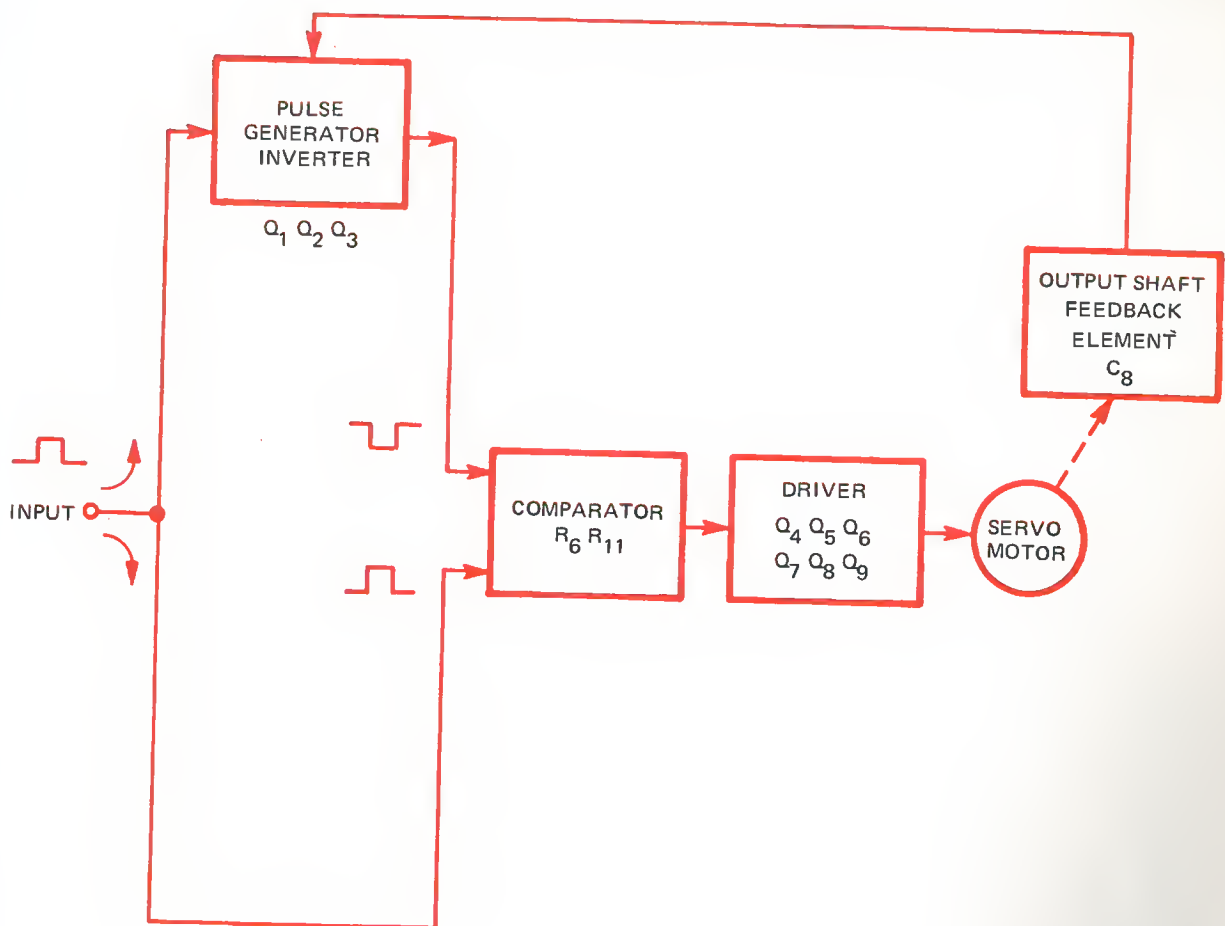 PULSE
GENERATOR
INVERTER
Q1 Q2 Q3
OUTPUT SHAFT
FEEDBACK
ELEMENT
C8
INPUT
COMPARATOR
R6 R11
DRIVER
Q4 Q5 Q6
Q7 Q8 Q9
SERVO
MOTOR